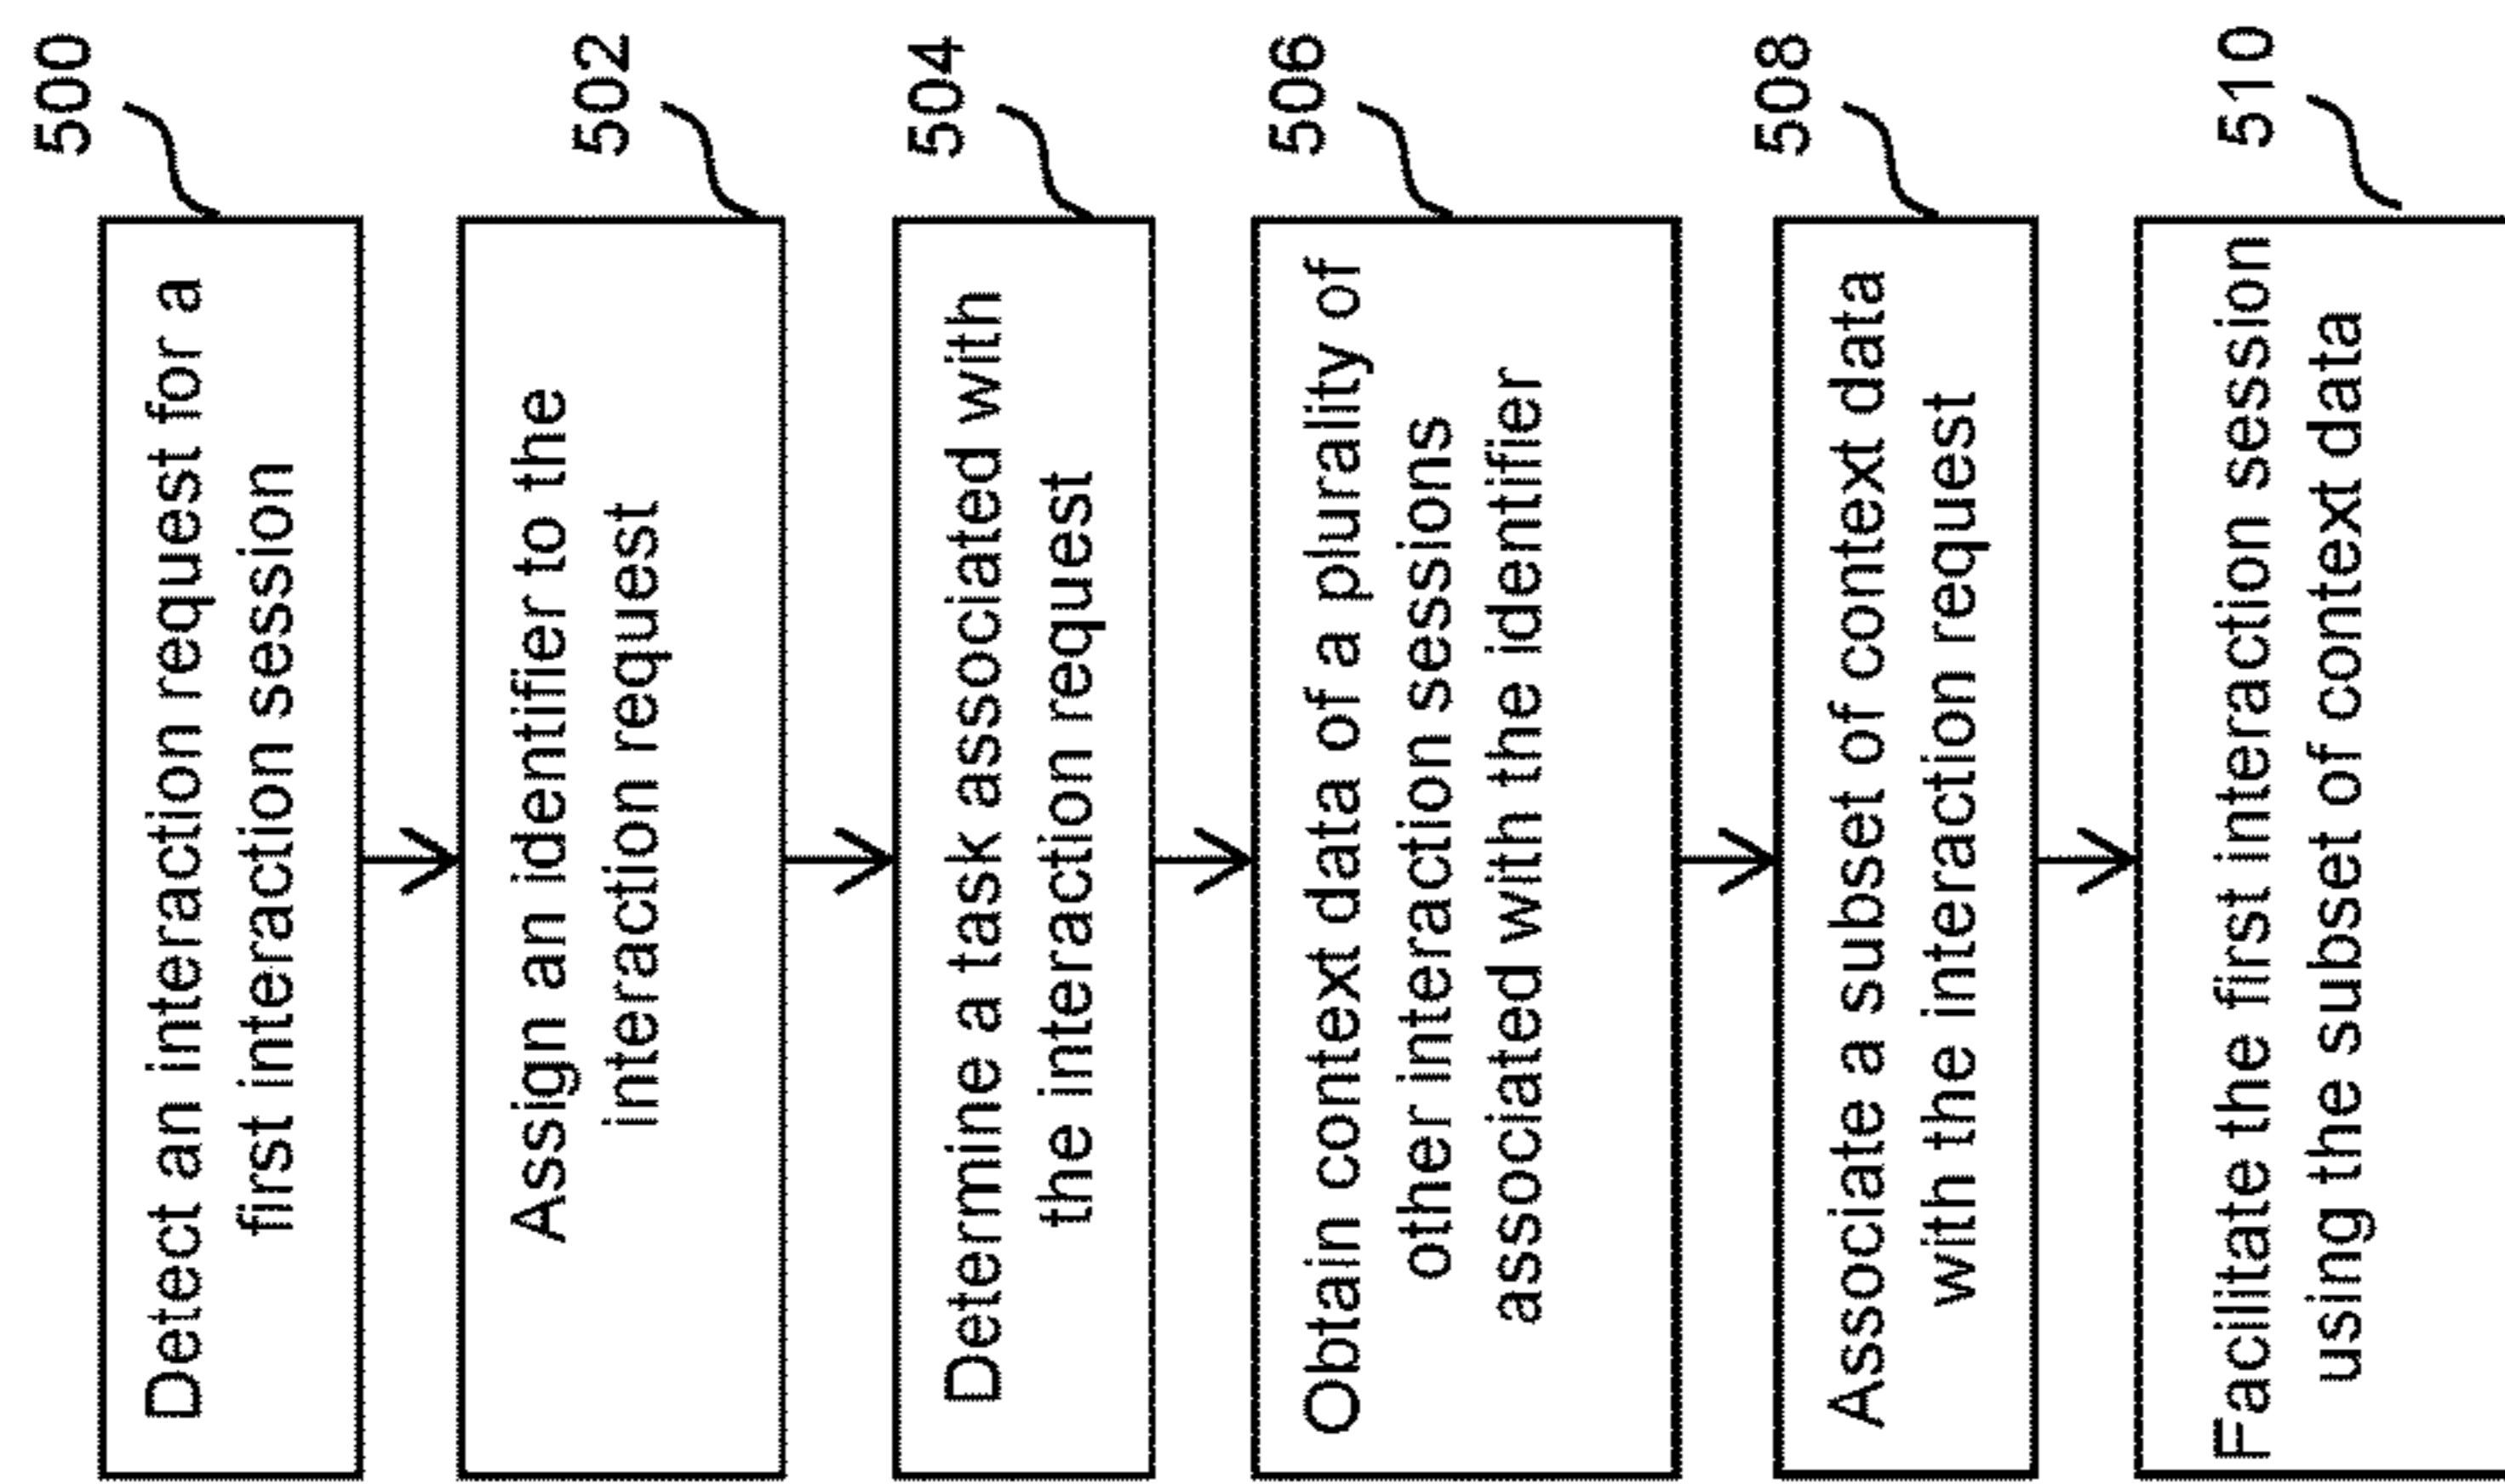 500
Detect an interaction request for a
first interaction session
502
Assign an identifier to the
interaction request
504
Determine a task associated with
the interaction request
506
Obtain context data of a plurality of
other interaction sessions
associated with the identifier
508
Associate a subset of context data
with the interaction request
510
Facilitate the first interaction session
using the subset of context data